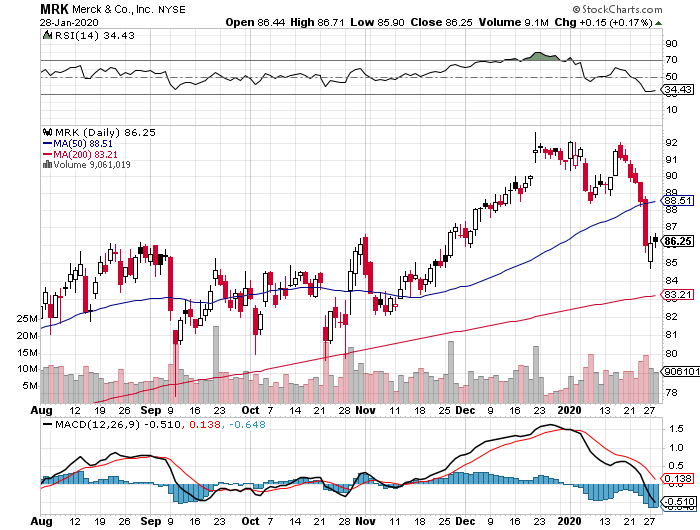 MRK Merck & Co., Inc. NYSE © StockCharts.com
28-Jan-2020 Open 86.44 High 86.71 Low 85.90 Close 86.25 Volume 9.1M Chg +0.15 (+0.17%)
RSI(14) 34.43
90
70
50
34.43
30
MRK (Daily) 86.25
MA(50) 88.51
MA(200) 83.21
Volume 9,061,019
92
91
90
89
88.51
88
87
86.25
85
84
83.21
82
81
80
78
25M
20M
15M
10M
5M
9061019
Aug 12 19 26 Sep 9 16 23 Oct 7 14 21 28 Nov 11 18 25 Dec 9 16 23 2020 13 21 27
MACD(12,26,9) -0.510, 0.138, -0.648
1.5
1.0
0.5
0.138
0.0
-0.510
-0.648
Aug 12 19 26 Sep 9 16 23 Oct 7 14 21 28 Nov 11 18 25 Dec 9 16 23 2020 13 21 27